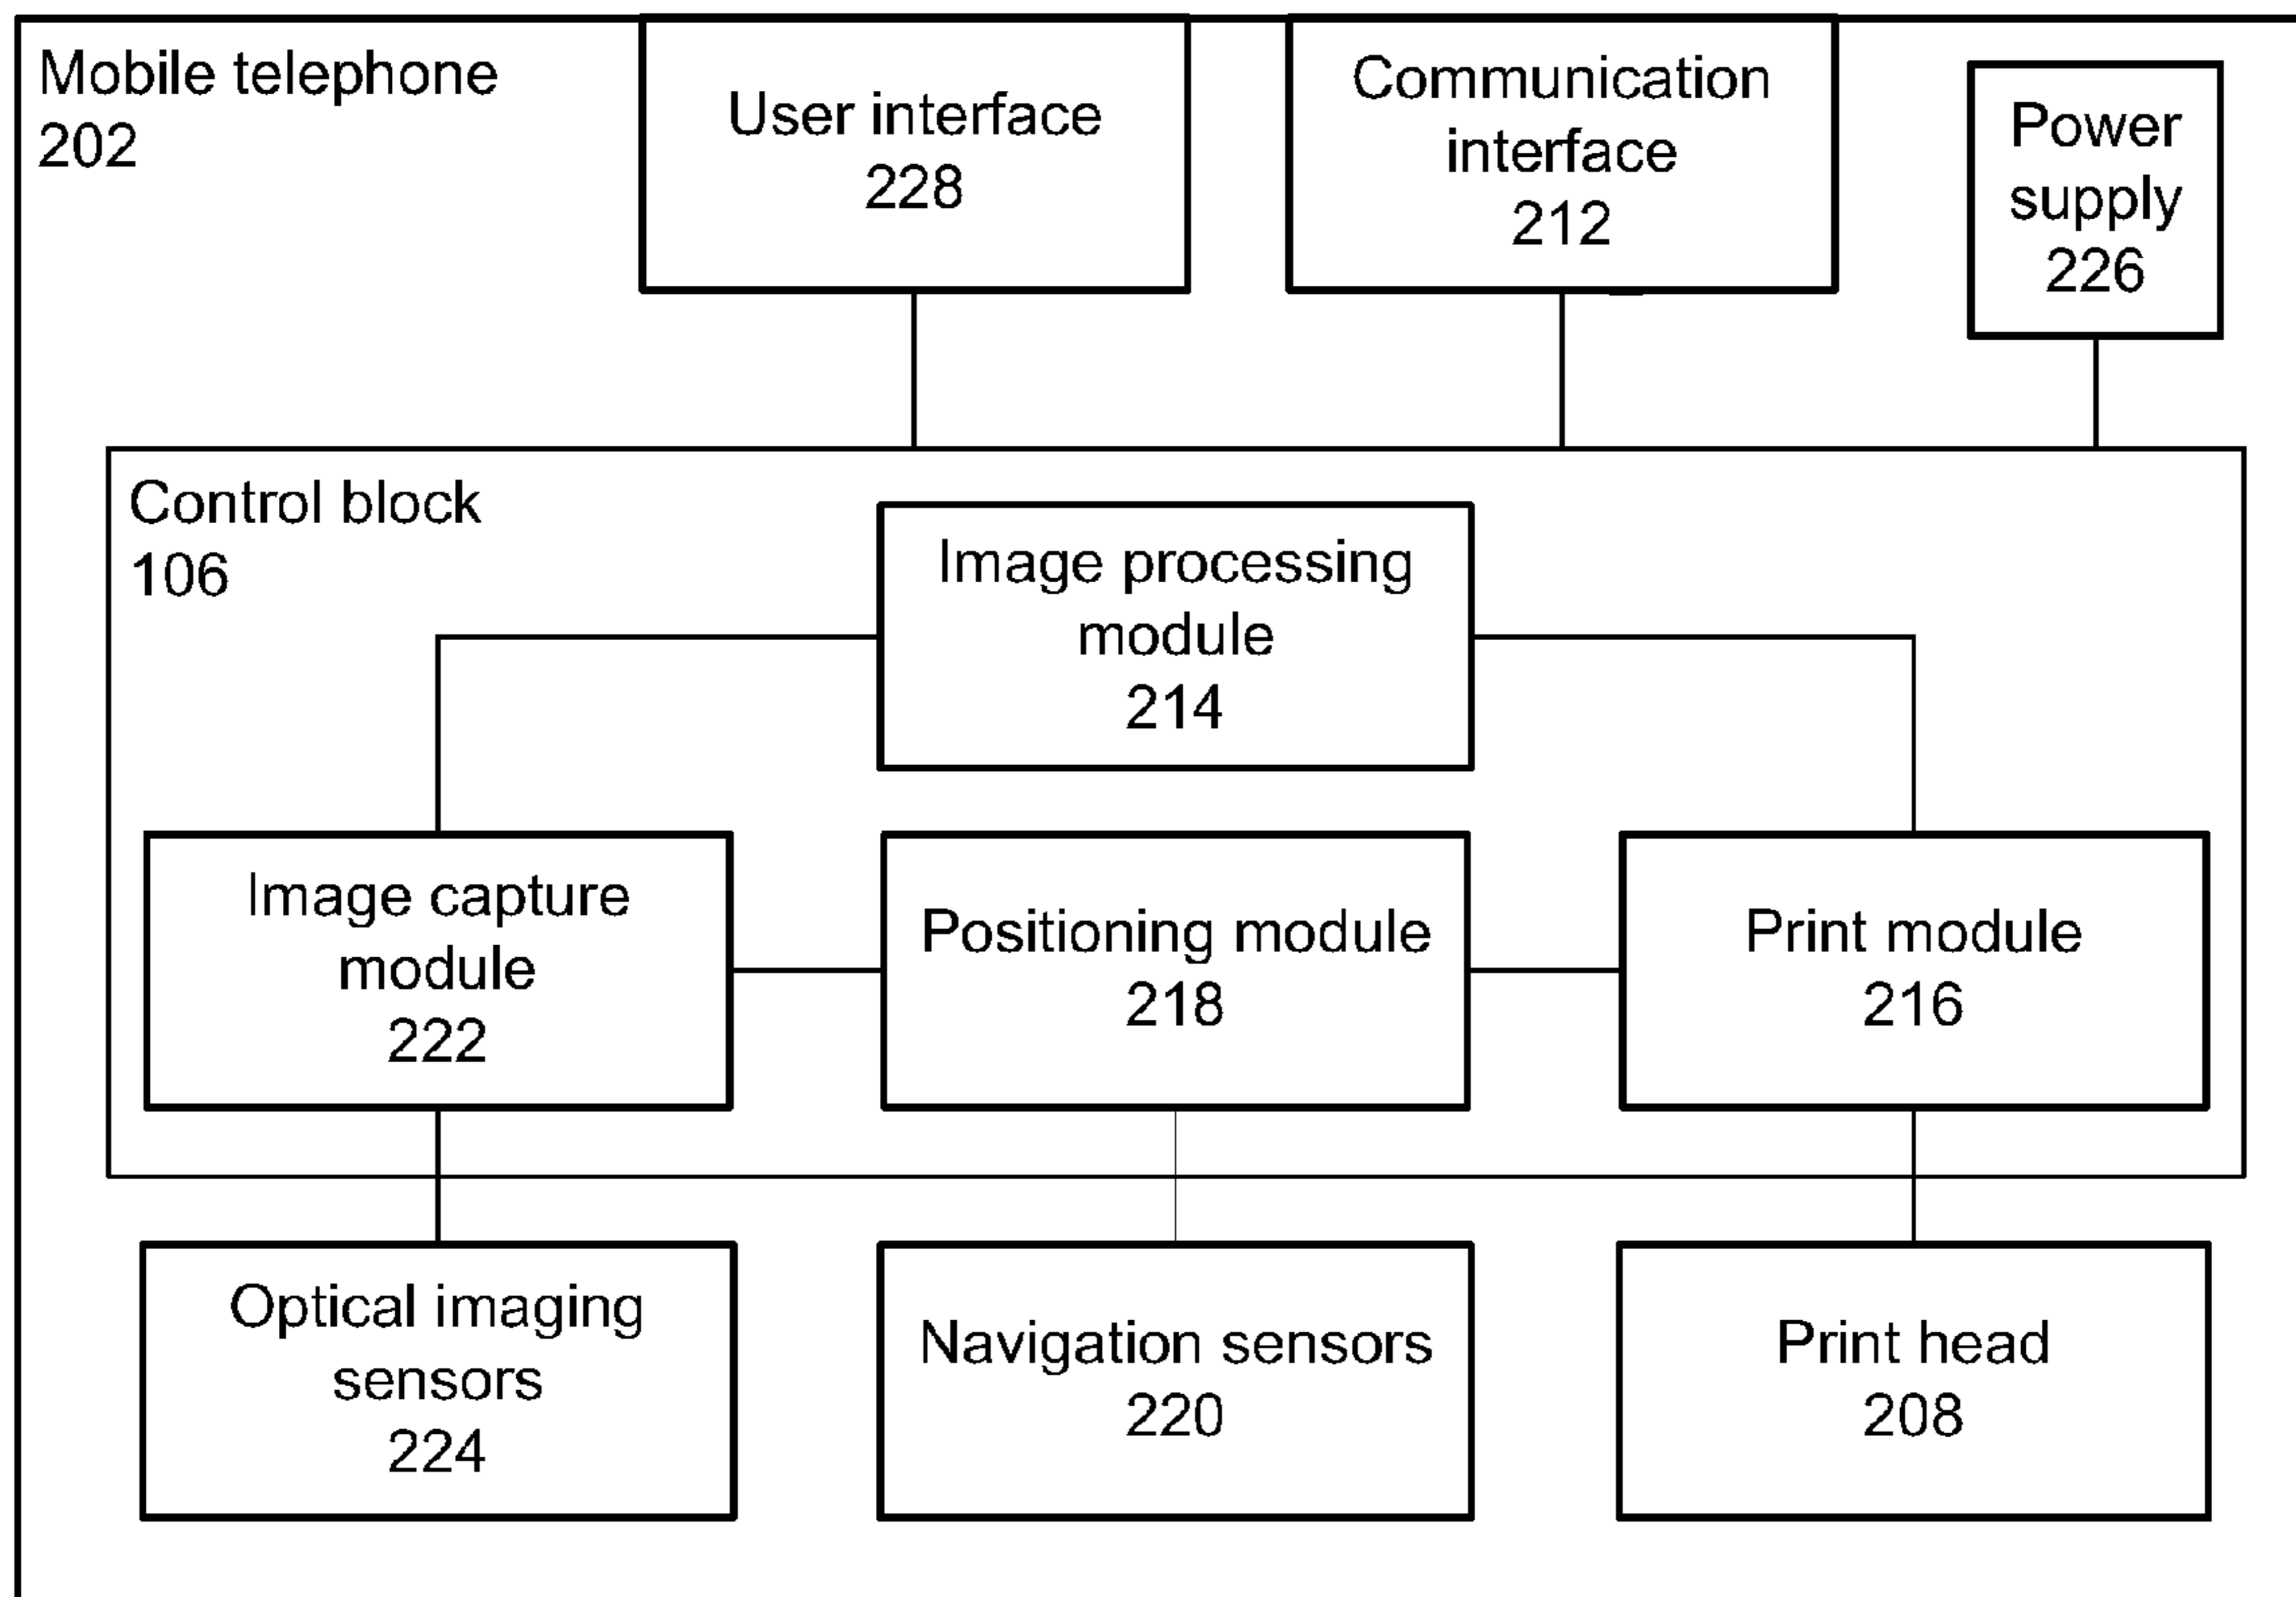 Mobile telephone
202
User interface
228
Communication
interface
212
Power
supply
226
Control block
106
Image processing
module
214
Image capture
module
222
Positioning module
218
Print module
216
Optical imaging
sensors
224
Navigation sensors
220
Print head
208